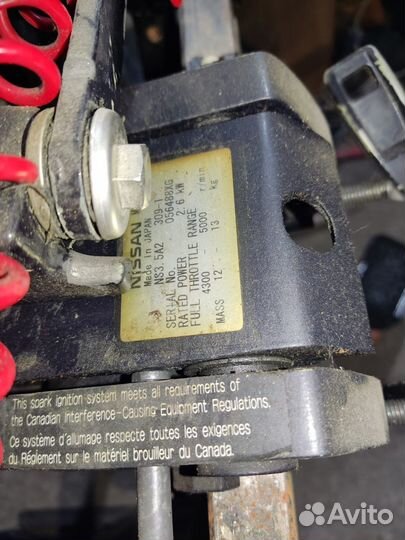 NISSAN
Made in JAPAN
NS3.5A2 309-1
SERIAL No. 056488XG
RATED POWER 2.6 kW
FULL THROTTLE RANGE
4300 5000 r/min
MASS 12 13 kg
This spark ignition system meets all requirements of
the Canadian Interference-Causing Equipment Regulations.
Ce système d'allumage respecte toutes les exigences
du Réglement sur le matériel brouilleur du Canada.
Avito